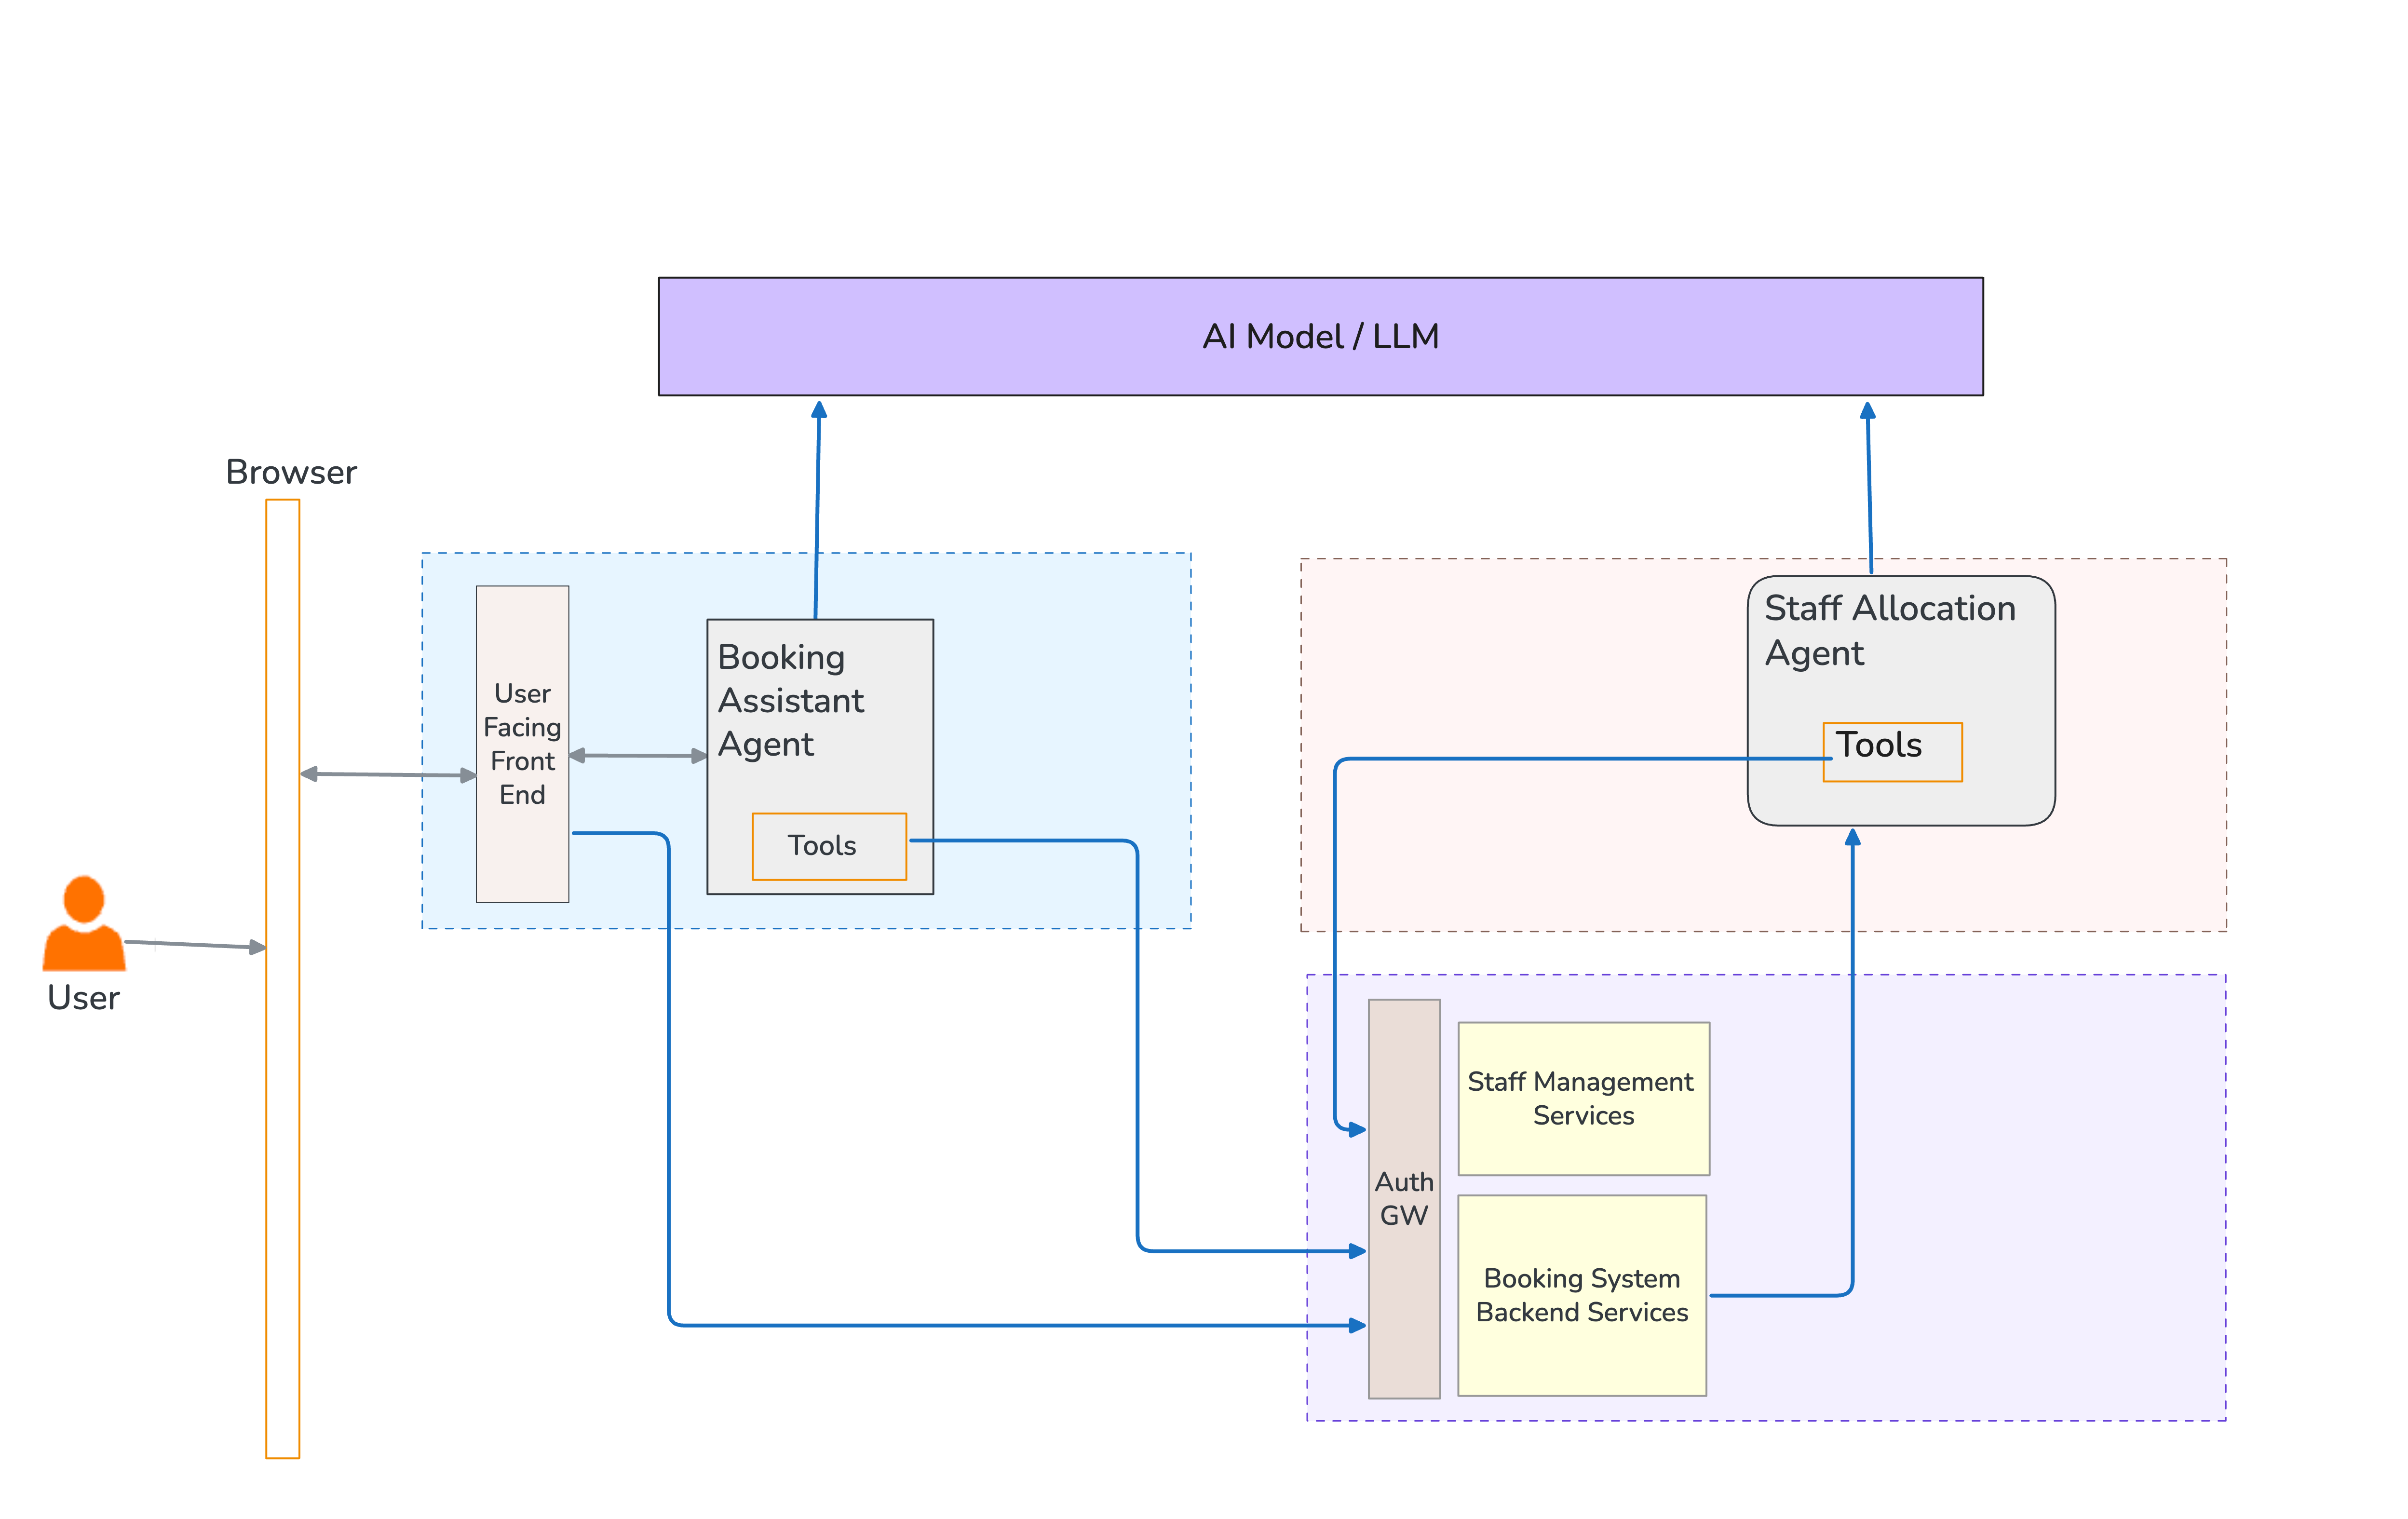 AI Model / LLM
Browser
User
Facing
Front
End
Booking
Assistant
Agent
Tools
Staff Allocation
Agent
Tools
User
Auth
GW
Staff Management
Services
Booking System
Backend Services